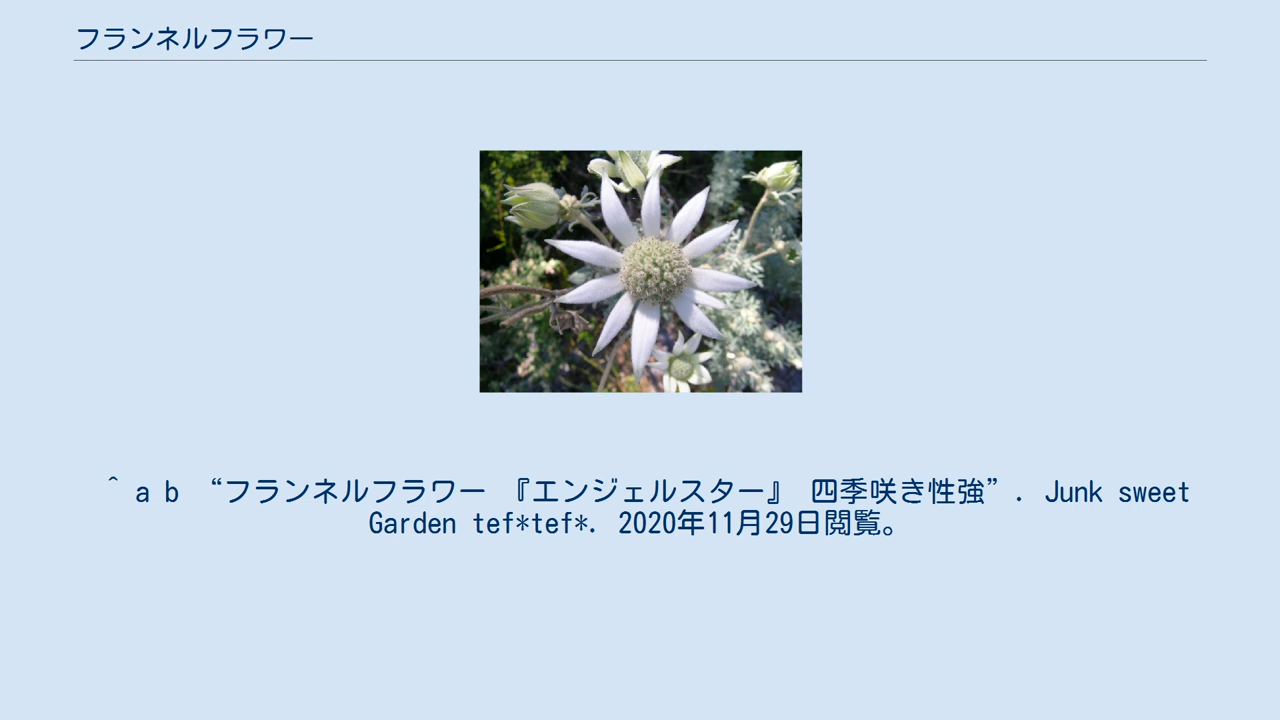 フランネルフラワー
^ a b “フランネルフラワー 『エンジェルスター』 四季咲き性強”. Junk sweet
Garden tef*tef*. 2020年11月29日閲覧。